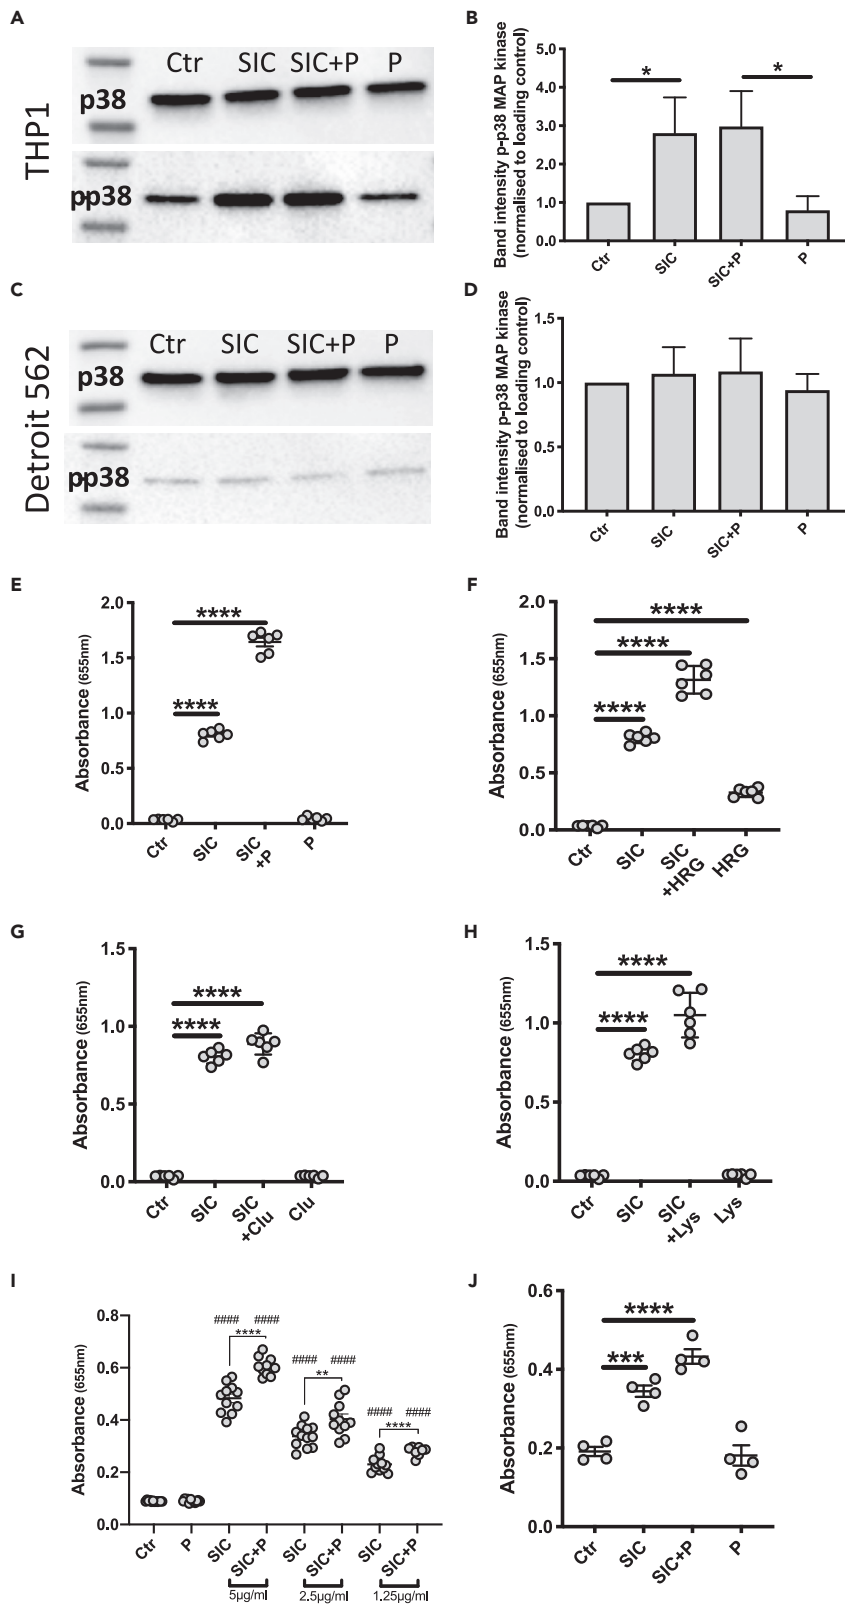 A
THP1
Ctr SIC SIC+P P
p38
pp38
B
Band intensity p-p38 MAP kinase
(normalised to loading control)
5.0
4.0
3.0
2.0
1.0
0.0
*
*
Ctr
SIC
SIC+P
P
C
Detroit 562
Ctr SIC SIC+P P
p38
pp38
D
Band intensity p-p38 MAP kinase
(normalised to loading control)
1.5
1.0
0.5
0.0
Ctr
SIC
SIC+P
P
E
Absorbance (655nm)
2.0
1.5
1.0
0.5
0.0
****
****
Ctr
SIC
SIC
+P
P
F
Absorbance (655nm)
2.0
1.5
1.0
0.5
0.0
****
****
****
Ctr
SIC
SIC
+HRG
HRG
G
Absorbance (655nm)
1.5
1.0
0.5
0.0
****
****
Ctr
SIC
SIC
+Clu
Clu
H
Absorbance (655nm)
1.5
1.0
0.5
0.0
****
****
Ctr
SIC
SIC
+Lys
Lys
I
Absorbance (655nm)
0.8
0.6
0.4
0.2
0.0
#### ####
****
#### ####
**
#### ####
****
Ctr
P
SIC
SIC+P
SIC
SIC+P
SIC
SIC+P
5µg/ml
2.5µg/ml
1.25µg/ml
J
Absorbance (655nm)
0.6
0.4
0.2
0.0
****
***
Ctr
SIC
SIC+P
P